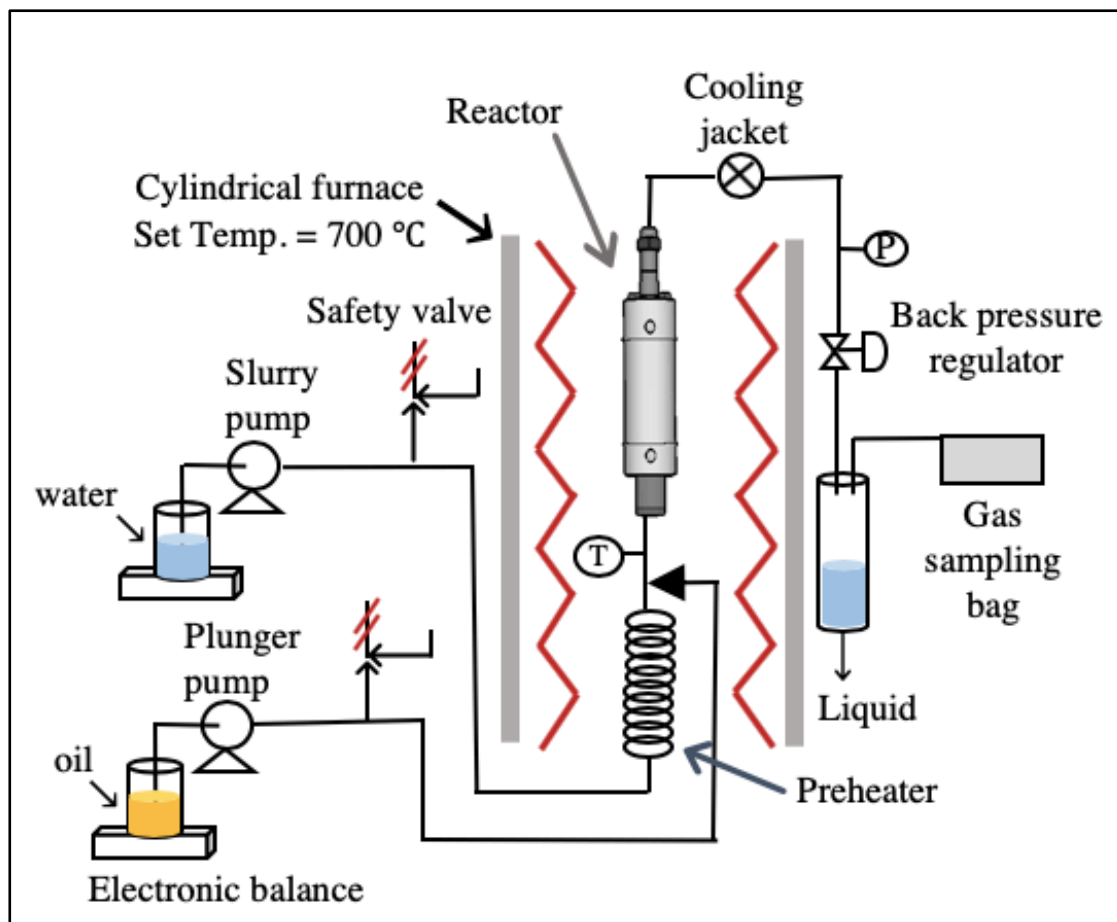 Cooling
jacket
Reactor
Cylindrical furnace
Set Temp. = 700 °C
P
Safety valve
Back pressure
regulator
Slurry
pump
water
Gas
sampling
bag
T
Plunger
pump
Liquid
oil
Preheater
Electronic balance